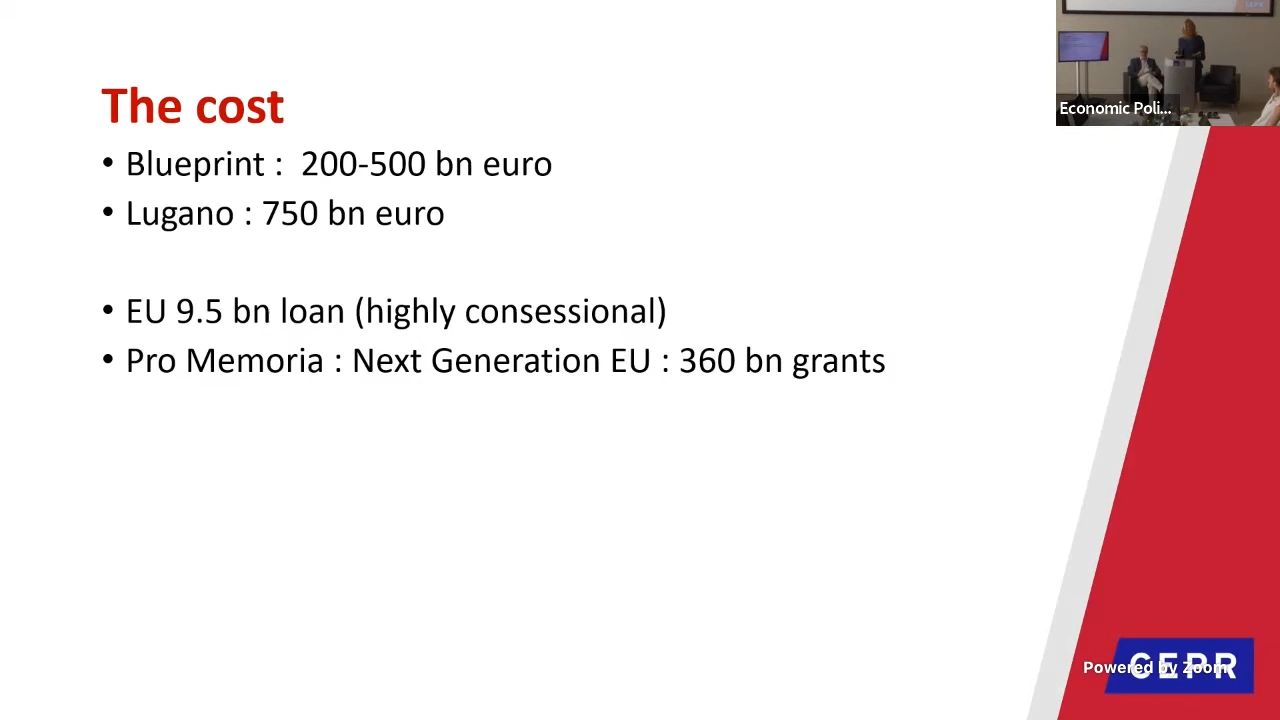 The cost
• Blueprint :  200-500 bn euro
• Lugano : 750 bn euro
• EU 9.5 bn loan (highly consessional)
• Pro Memoria : Next Generation EU : 360 bn grants
Economic Poli...
CEPR
Powered by Zoom